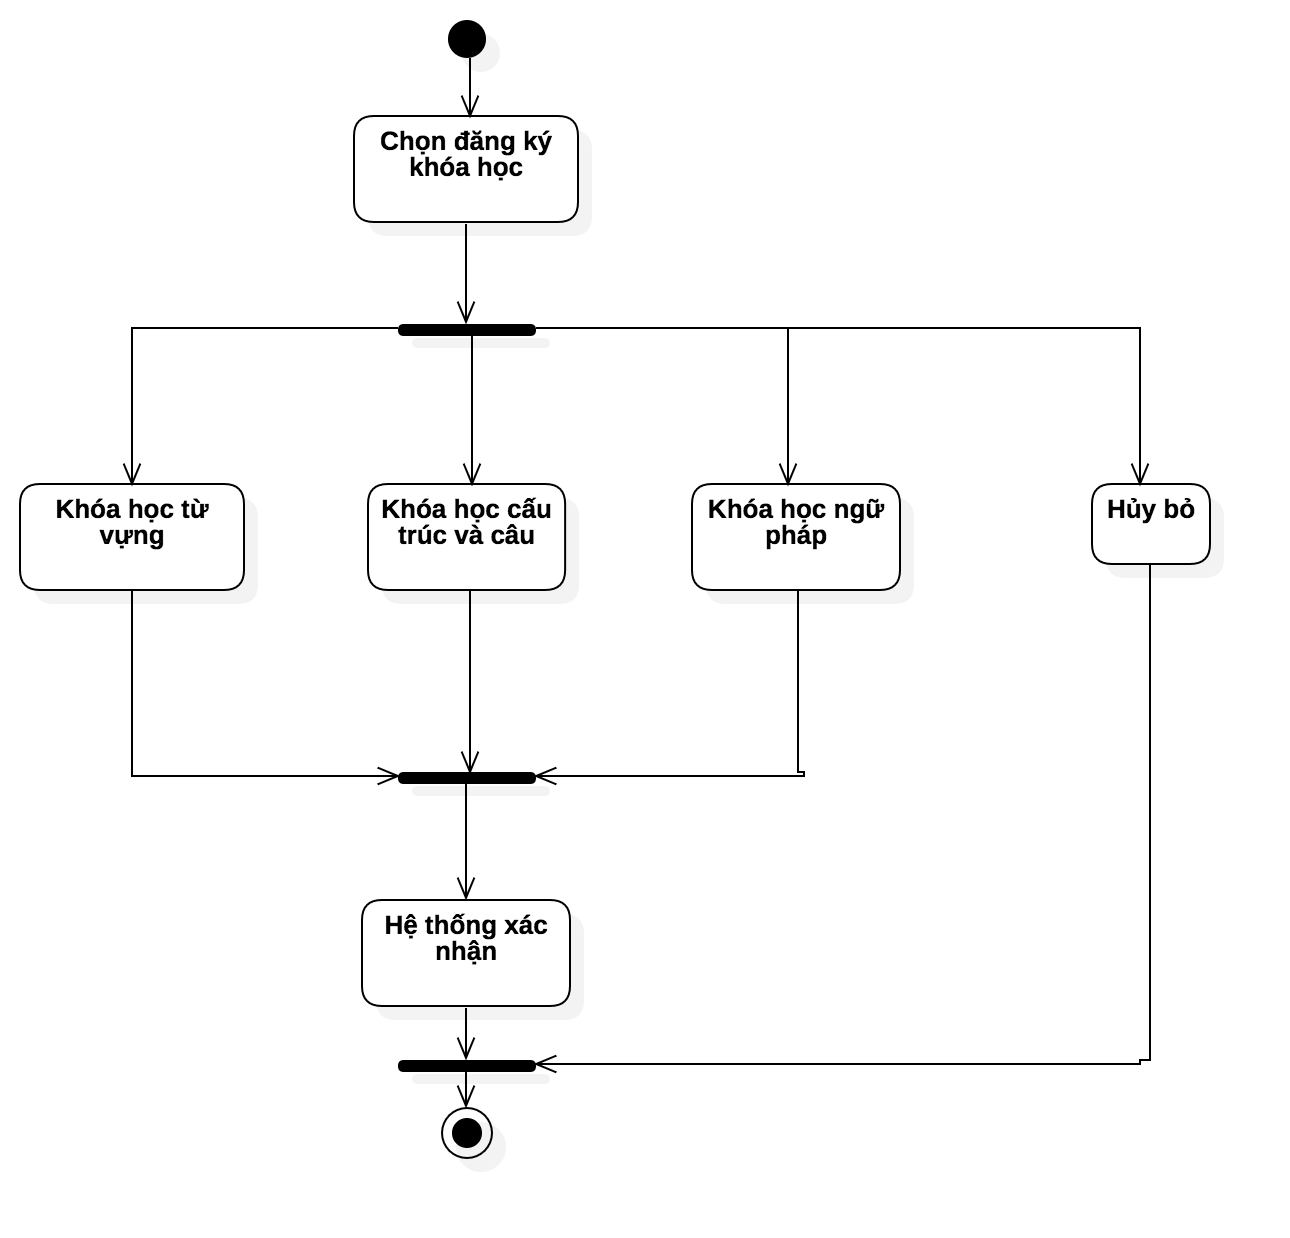 Chọn đăng ký
khóa học
Khóa học từ
vựng
Khóa học cấu
trúc và câu
Khóa học ngữ
pháp
Hủy bỏ
Hệ thống xác
nhận